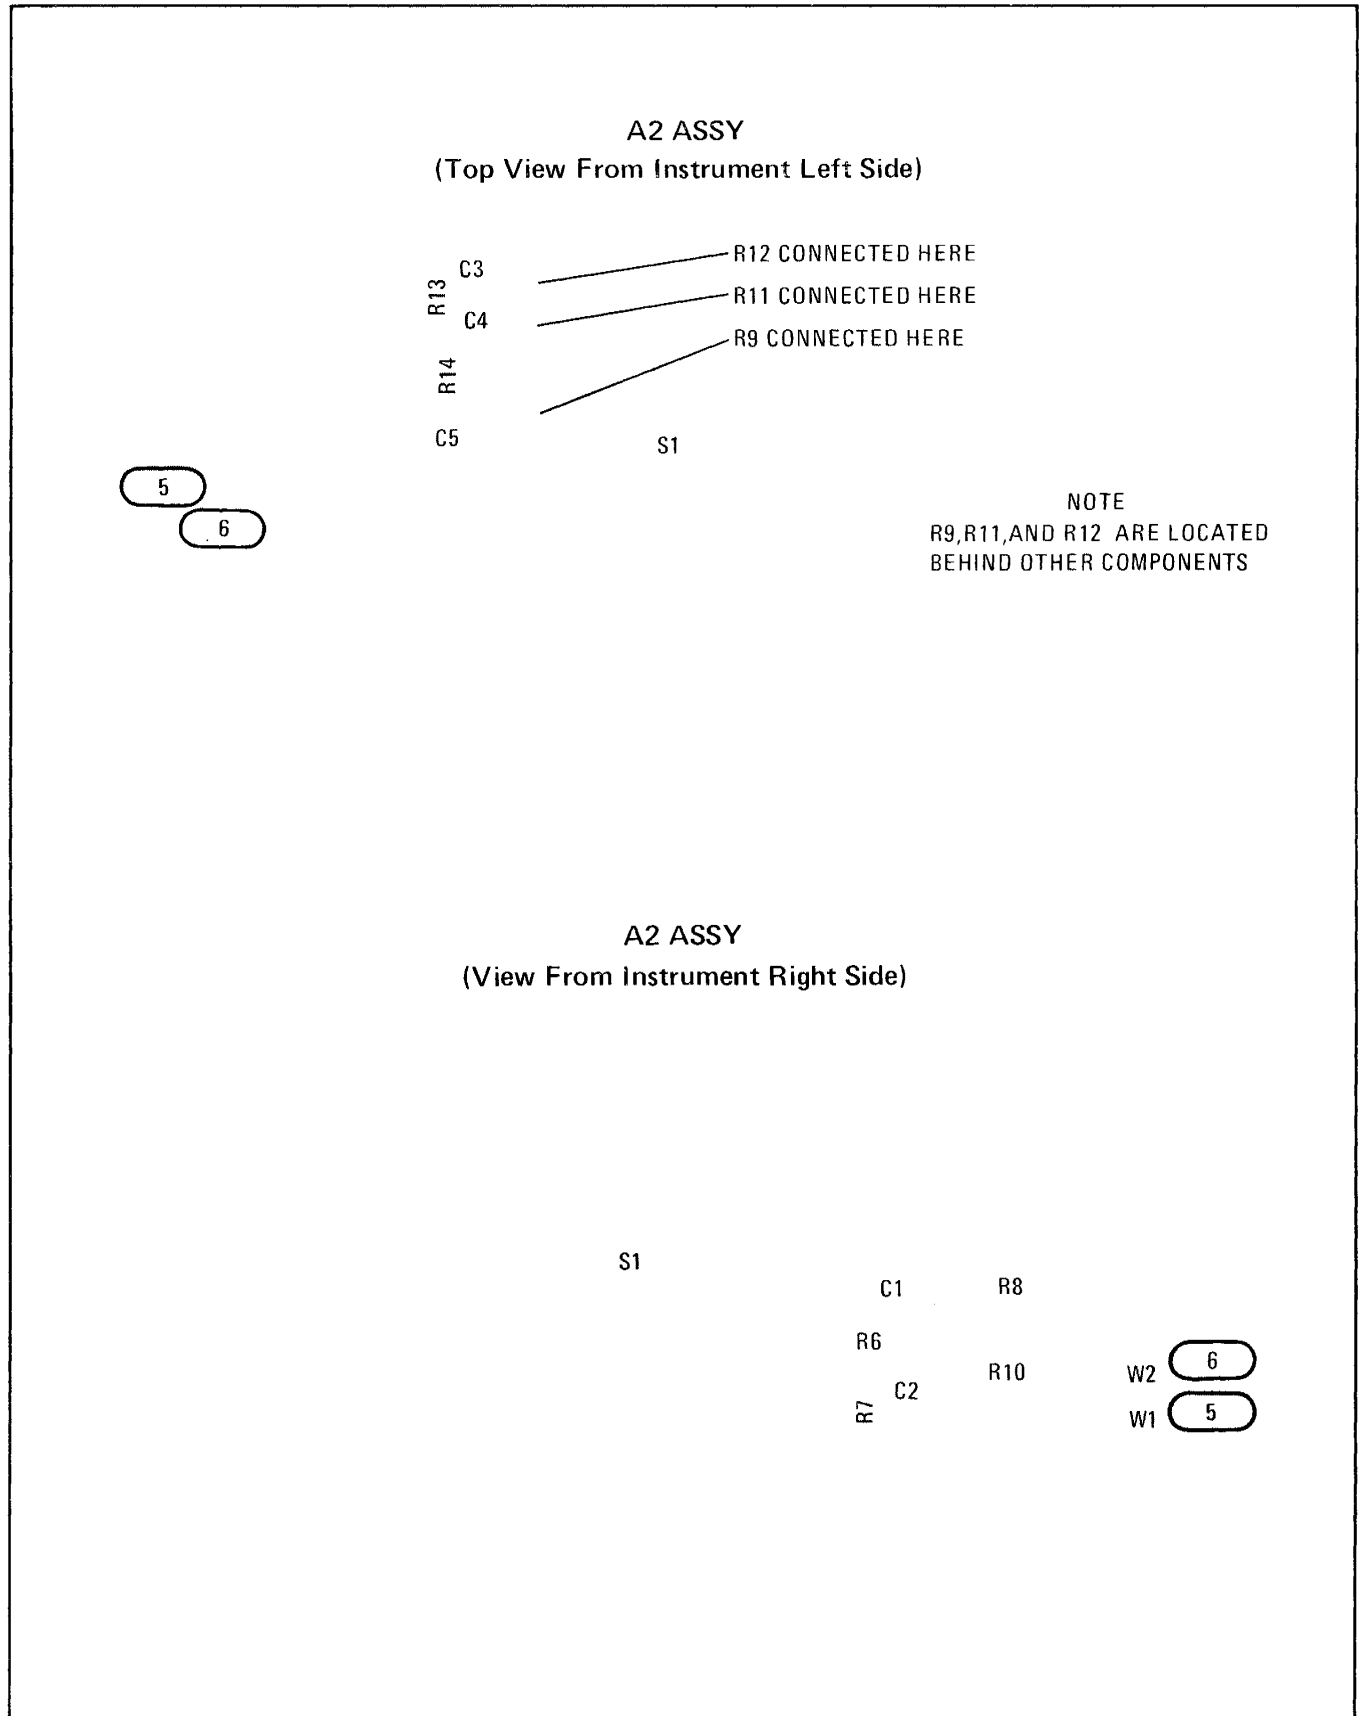 A2 ASSY
(Top View From Instrument Left Side)
R12 CONNECTED HERE
C3
R13
R11 CONNECTED HERE
C4
R9 CONNECTED HERE
R14
C5
S1
5
NOTE
6
R9,R11,AND R12 ARE LOCATED
BEHIND OTHER COMPONENTS
A2 ASSY
(View From Instrument Right Side)
S1
C1 R8
R6
W2 6
R10
C2
R7
W1 5